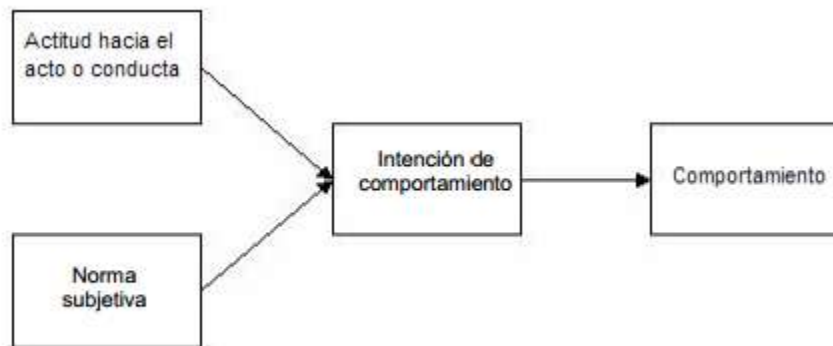 Actitud hacia el
acto o conducta
Intención de
comportamiento
Comportamiento
Norma
subjetiva